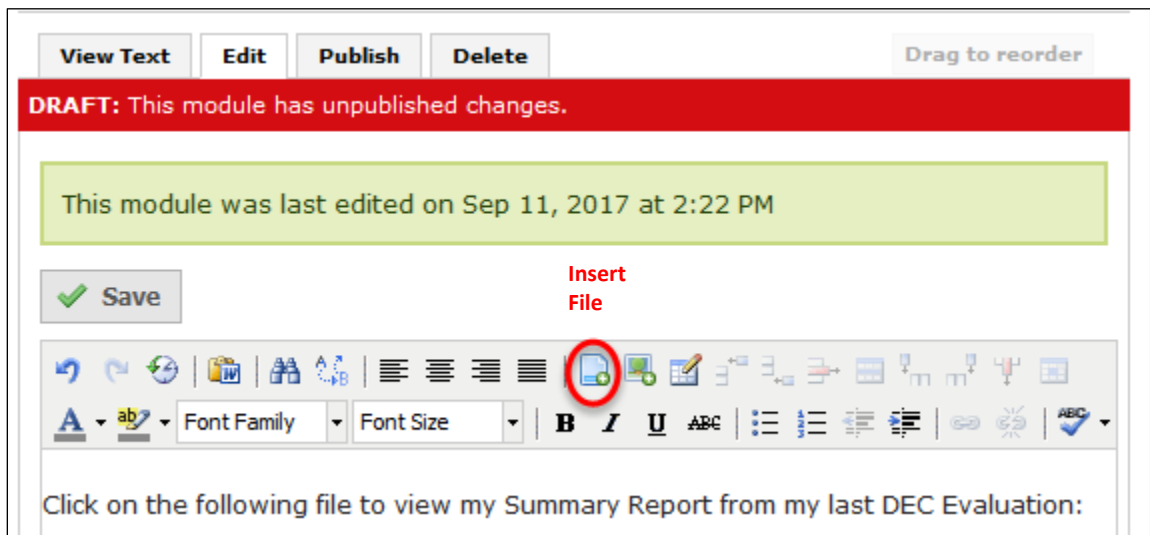 View Text Edit Publish Delete Drag to reorder
DRAFT: This module has unpublished changes.
This module was last edited on Sep 11, 2017 at 2:22 PM
Insert
File
Save
Font Family Font Size B I U ABC ABC
Click on the following file to view my Summary Report from my last DEC Evaluation: